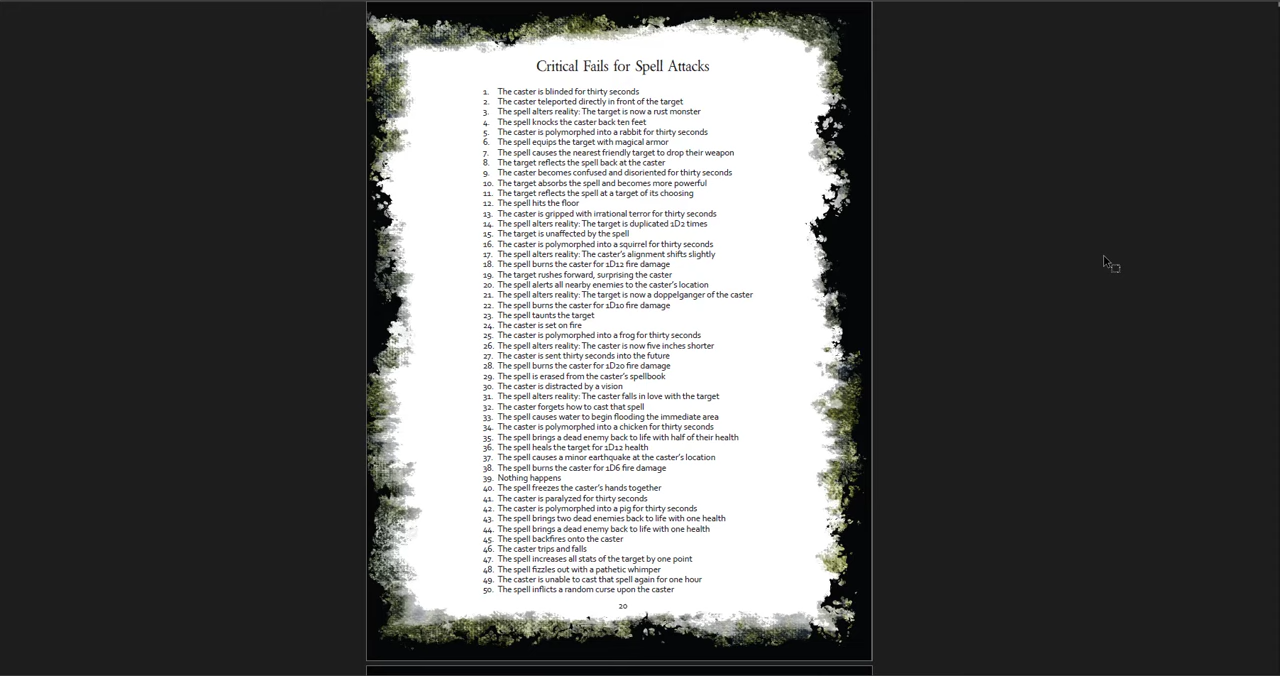 Critical Fails for Spell Attacks
1. The caster is blinded for thirty seconds
2. The caster teleported directly in front of the target
3. The spell alters reality: The target is now a rust monster
4. The spell knocks the caster back ten feet
5. The caster is polymorphed into a rabbit for thirty seconds
6. The spell equips the target with magical armor
7. The spell causes the nearest friendly target to drop their weapon
8. The target reflects the spell back at the caster
9. The caster becomes confused and disoriented for thirty seconds
10. The target absorbs the spell and becomes more powerful
11. The target reflects the spell at a target of its choosing
12. The spell hits the floor
13. The caster is gripped with irrational terror for thirty seconds
14. The spell alters reality: The target is duplicated 1D2 times
15. The target is unaffected by the spell
16. The caster is polymorphed into a squirrel for thirty seconds
17. The spell alters reality: The caster's alignment shifts slightly
18. The spell burns the caster for 1D12 fire damage
19. The target rushes forward, surprising the caster
20. The spell alerts all nearby enemies to the caster's location
21. The spell alters reality: The target is now a doppelganger of the caster
22. The spell burns the caster for 1D10 fire damage
23. The spell taunts the target
24. The caster is set on fire
25. The caster is polymorphed into a frog for thirty seconds
26. The spell alters reality: The caster is now five inches shorter
27. The caster is sent thirty seconds into the future
28. The spell burns the caster for 1D20 fire damage
29. The spell is erased from the caster's spellbook
30. The caster is distracted by a vision
31. The spell alters reality: The caster falls in love with the target
32. The caster forgets how to cast that spell
33. The spell causes water to begin flooding the immediate area
34. The caster is polymorphed into a chicken for thirty seconds
35. The spell brings a dead enemy back to life with half of their health
36. The spell heals the target for 1D12 health
37. The spell causes a minor earthquake at the caster's location
38. The spell burns the caster for 1D6 fire damage
39. Nothing happens
40. The spell freezes the caster's hands together
41. The caster is paralyzed for thirty seconds
42. The caster is polymorphed into a pig for thirty seconds
43. The spell brings two dead enemies back to life with one health
44. The spell brings a dead enemy back to life with one health
45. The spell backfires onto the caster
46. The caster trips and falls
47. The spell increases all stats of the target by one point
48. The spell fizzles out with a pathetic whimper
49. The caster is unable to cast that spell again for one hour
50. The spell inflicts a random curse upon the caster
20